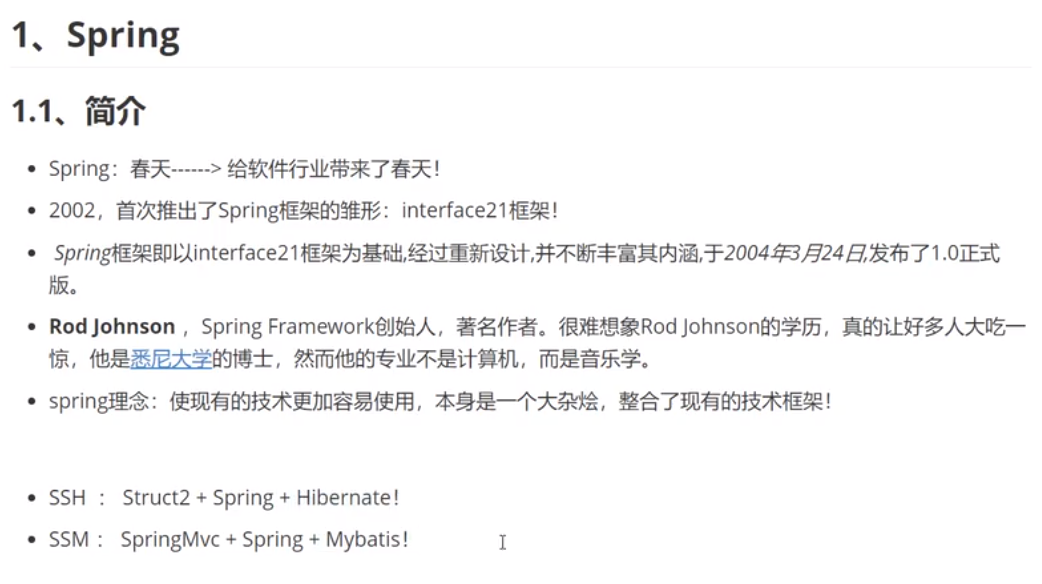 1、Spring
1.1、简介
• Spring：春天------> 给软件行业带来了春天！
• 2002，首次推出了Spring框架的雏形：interface21框架！
• Spring框架即以interface21框架为基础,经过重新设计,并不断丰富其内涵,于2004年3月24日,发布了1.0正式
版。
• Rod Johnson ，Spring Framework创始人，著名作者。很难想象Rod Johnson的学历，真的让好多人大吃一
惊，他是悉尼大学的博士，然而他的专业不是计算机，而是音乐学。
• spring理念：使现有的技术更加容易使用，本身是一个大杂烩，整合了现有的技术框架！
• SSH ： Struct2 + Spring + Hibernate！
• SSM ： SpringMvc + Spring + Mybatis！